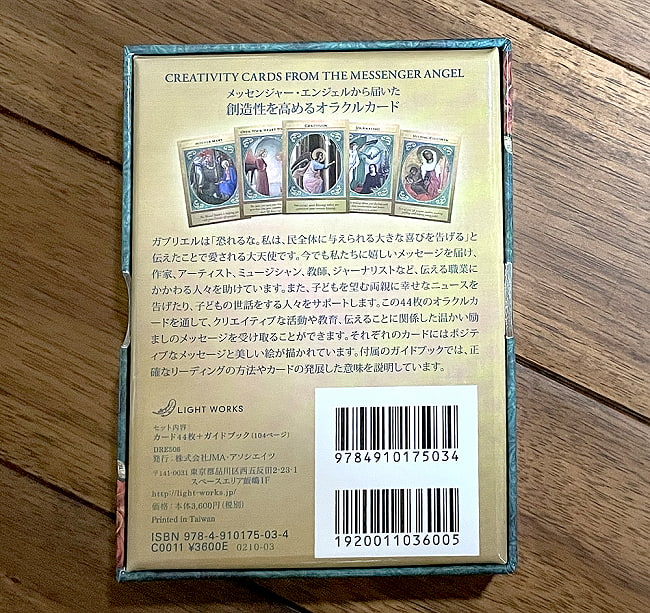 CREATIVITY CARDS FROM THE MESSENGER ANGEL
メッセンジャー・エンジェルから届いた
創造性を高めるオラクルカード
ガブリエルは「恐れるな。私は、民全体に与えられる大きな喜びを告げる」と
伝えたことで愛される大天使です。今でも私たちに嬉しいメッセージを届け、
作家、アーティスト、ミュージシャン、教師、ジャーナリストなど、伝える職業に
かかわる人々を助けています。また、子どもを望む両親に幸せなニュースを
告げたり、子どもの世話をする人々をサポートします。この44枚のオラクルカ
ードを通して、クリエイティブな活動や教育、伝えることに関係した温かい励
ましのメッセージを受け取ることができます。それぞれのカードにはポジテ
ィブなメッセージと美しい絵が描かれています。付属のガイドブックでは、正
確なリーディングの方法やカードの発展した意味を説明しています。
LIGHT WORKS
セット内容
カード44枚+ガイドブック(104ページ)
DRE506
発行:株式会社JMA・アソシエイツ
〒141-0031 東京都品川区西五反田2-23-1
スペースエリア飯嶋1F
http://light-works.jp/
価格:本体3,600円(税別)
Printed in Taiwan
ISBN 978-4-910175-03-4
C0011 ¥3600E 0210-03
9784910175034
1920011036005